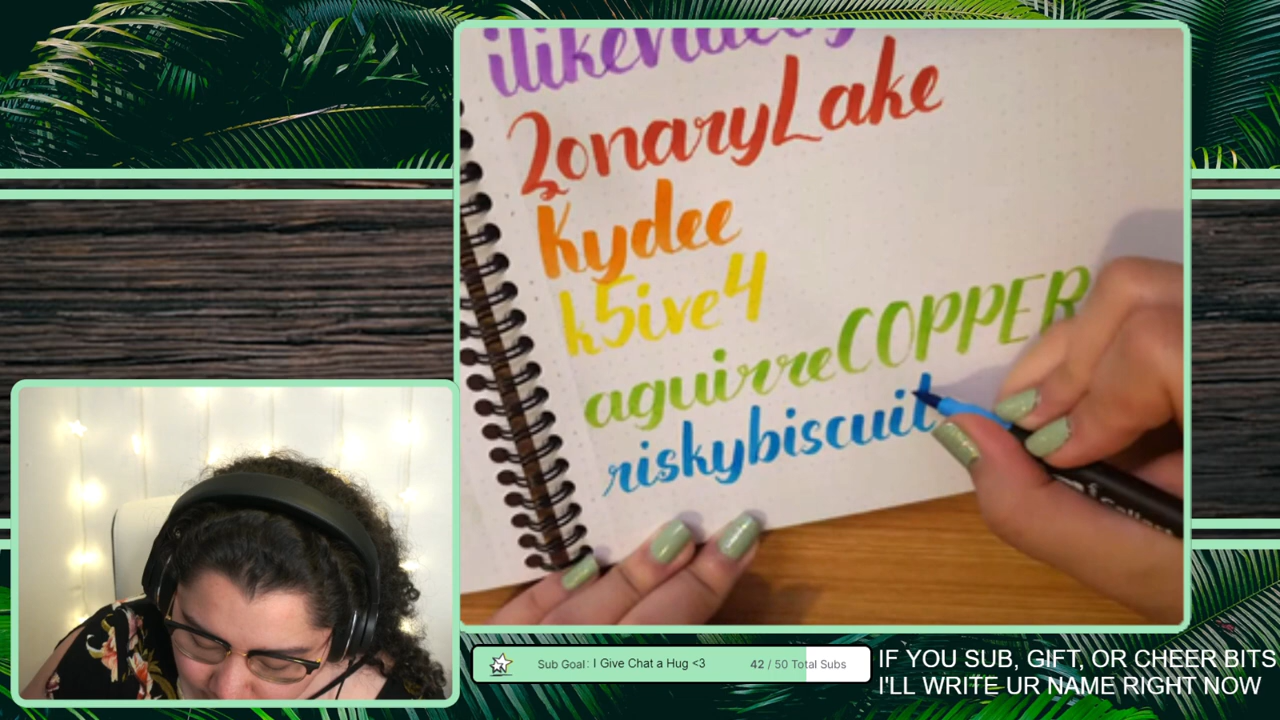 ZonaryLake
Kydee
k5ive4
aguirreCOPPER
riskybiscuit
Sub Goal: I Give Chat a Hug <3 42 / 50 Total Subs
IF YOU SUB, GIFT, OR CHEER BITS
I'LL WRITE UR NAME RIGHT NOW